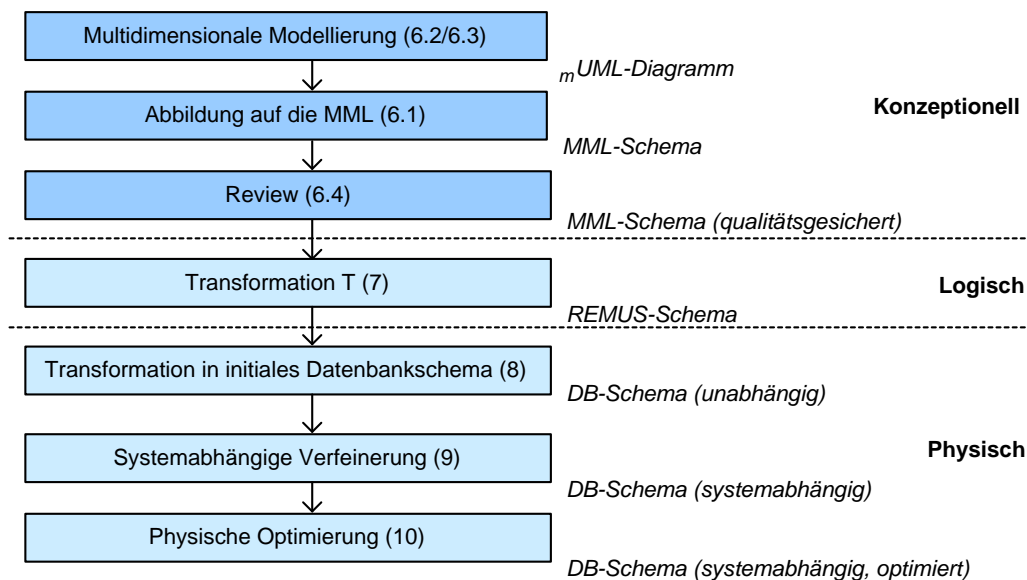 Multidimensionale Modellierung (6.2/6.3)
mUML-Diagramm
Abbildung auf die MML (6.1)
Konzeptionell
MML-Schema
Review (6.4)
MML-Schema (qualitätsgesichert)
Transformation T (7)
Logisch
REMUS-Schema
Transformation in initiales Datenbankschema (8)
DB-Schema (unabhängig)
Systemabhängige Verfeinerung (9)
Physisch
DB-Schema (systemabhängig)
Physische Optimierung (10)
DB-Schema (systemabhängig, optimiert)